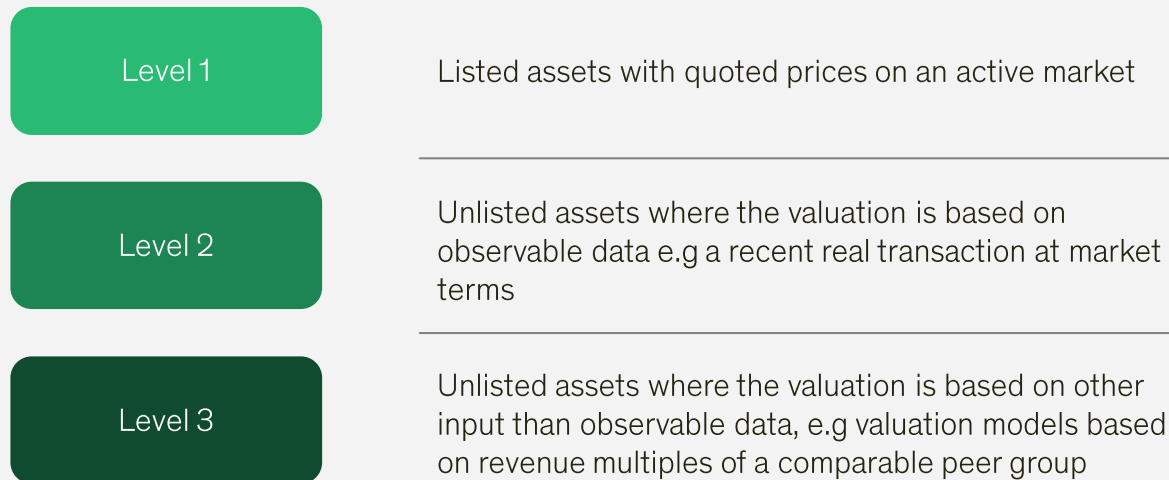 Level 1
Listed assets with quoted prices on an active market
Level 2
Unlisted assets where the valuation is based on
observable data e.g a recent real transaction at market
terms
Level 3
Unlisted assets where the valuation is based on other
input than observable data, e.g valuation models based
on revenue multiples of a comparable peer group